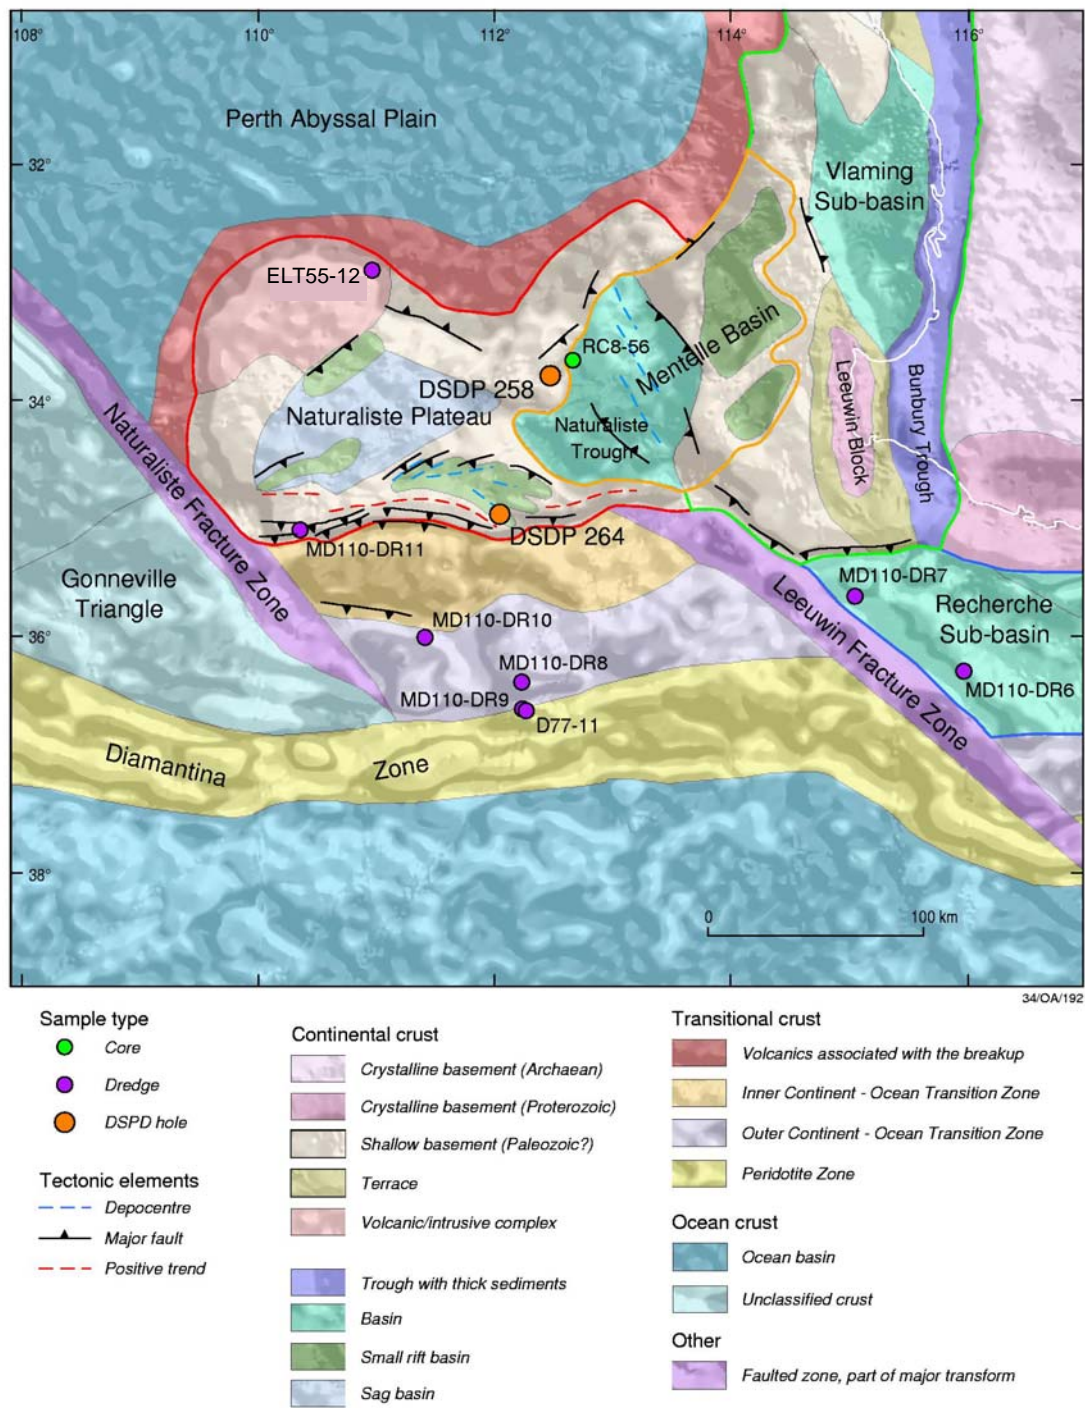 108°
110°
112°
114°
116°
Perth Abyssal Plain
32°
Vlaming
Sub-basin
ELT55-12
RC8-56
Mentelle Basin
DSDP 258
34°
Naturaliste Plateau
Naturaliste
Trough
Leeuwin Block
Bunbury Trough
Naturaliste Fracture Zone
DSDP 264
MD110-DR11
Gonneville
Triangle
MD110-DR7
Leeuwin Fracture Zone
Recherche
Sub-basin
36°
MD110-DR10
MD110-DR8
MD110-DR9
D77-11
MD110-DR6
Diamantina
Zone
38°
0
100 km
34/OA/192
Sample type
Core
Dredge
DSPD hole
Tectonic elements
Depocentre
Major fault
Positive trend
Continental crust
Crystalline basement (Archaean)
Crystalline basement (Proterozoic)
Shallow basement (Paleozoic?)
Terrace
Volcanic/intrusive complex
Trough with thick sediments
Basin
Small rift basin
Sag basin
Transitional crust
Volcanics associated with the breakup
Inner Continent - Ocean Transition Zone
Outer Continent - Ocean Transition Zone
Peridotite Zone
Ocean crust
Ocean basin
Unclassified crust
Other
Faulted zone, part of major transform